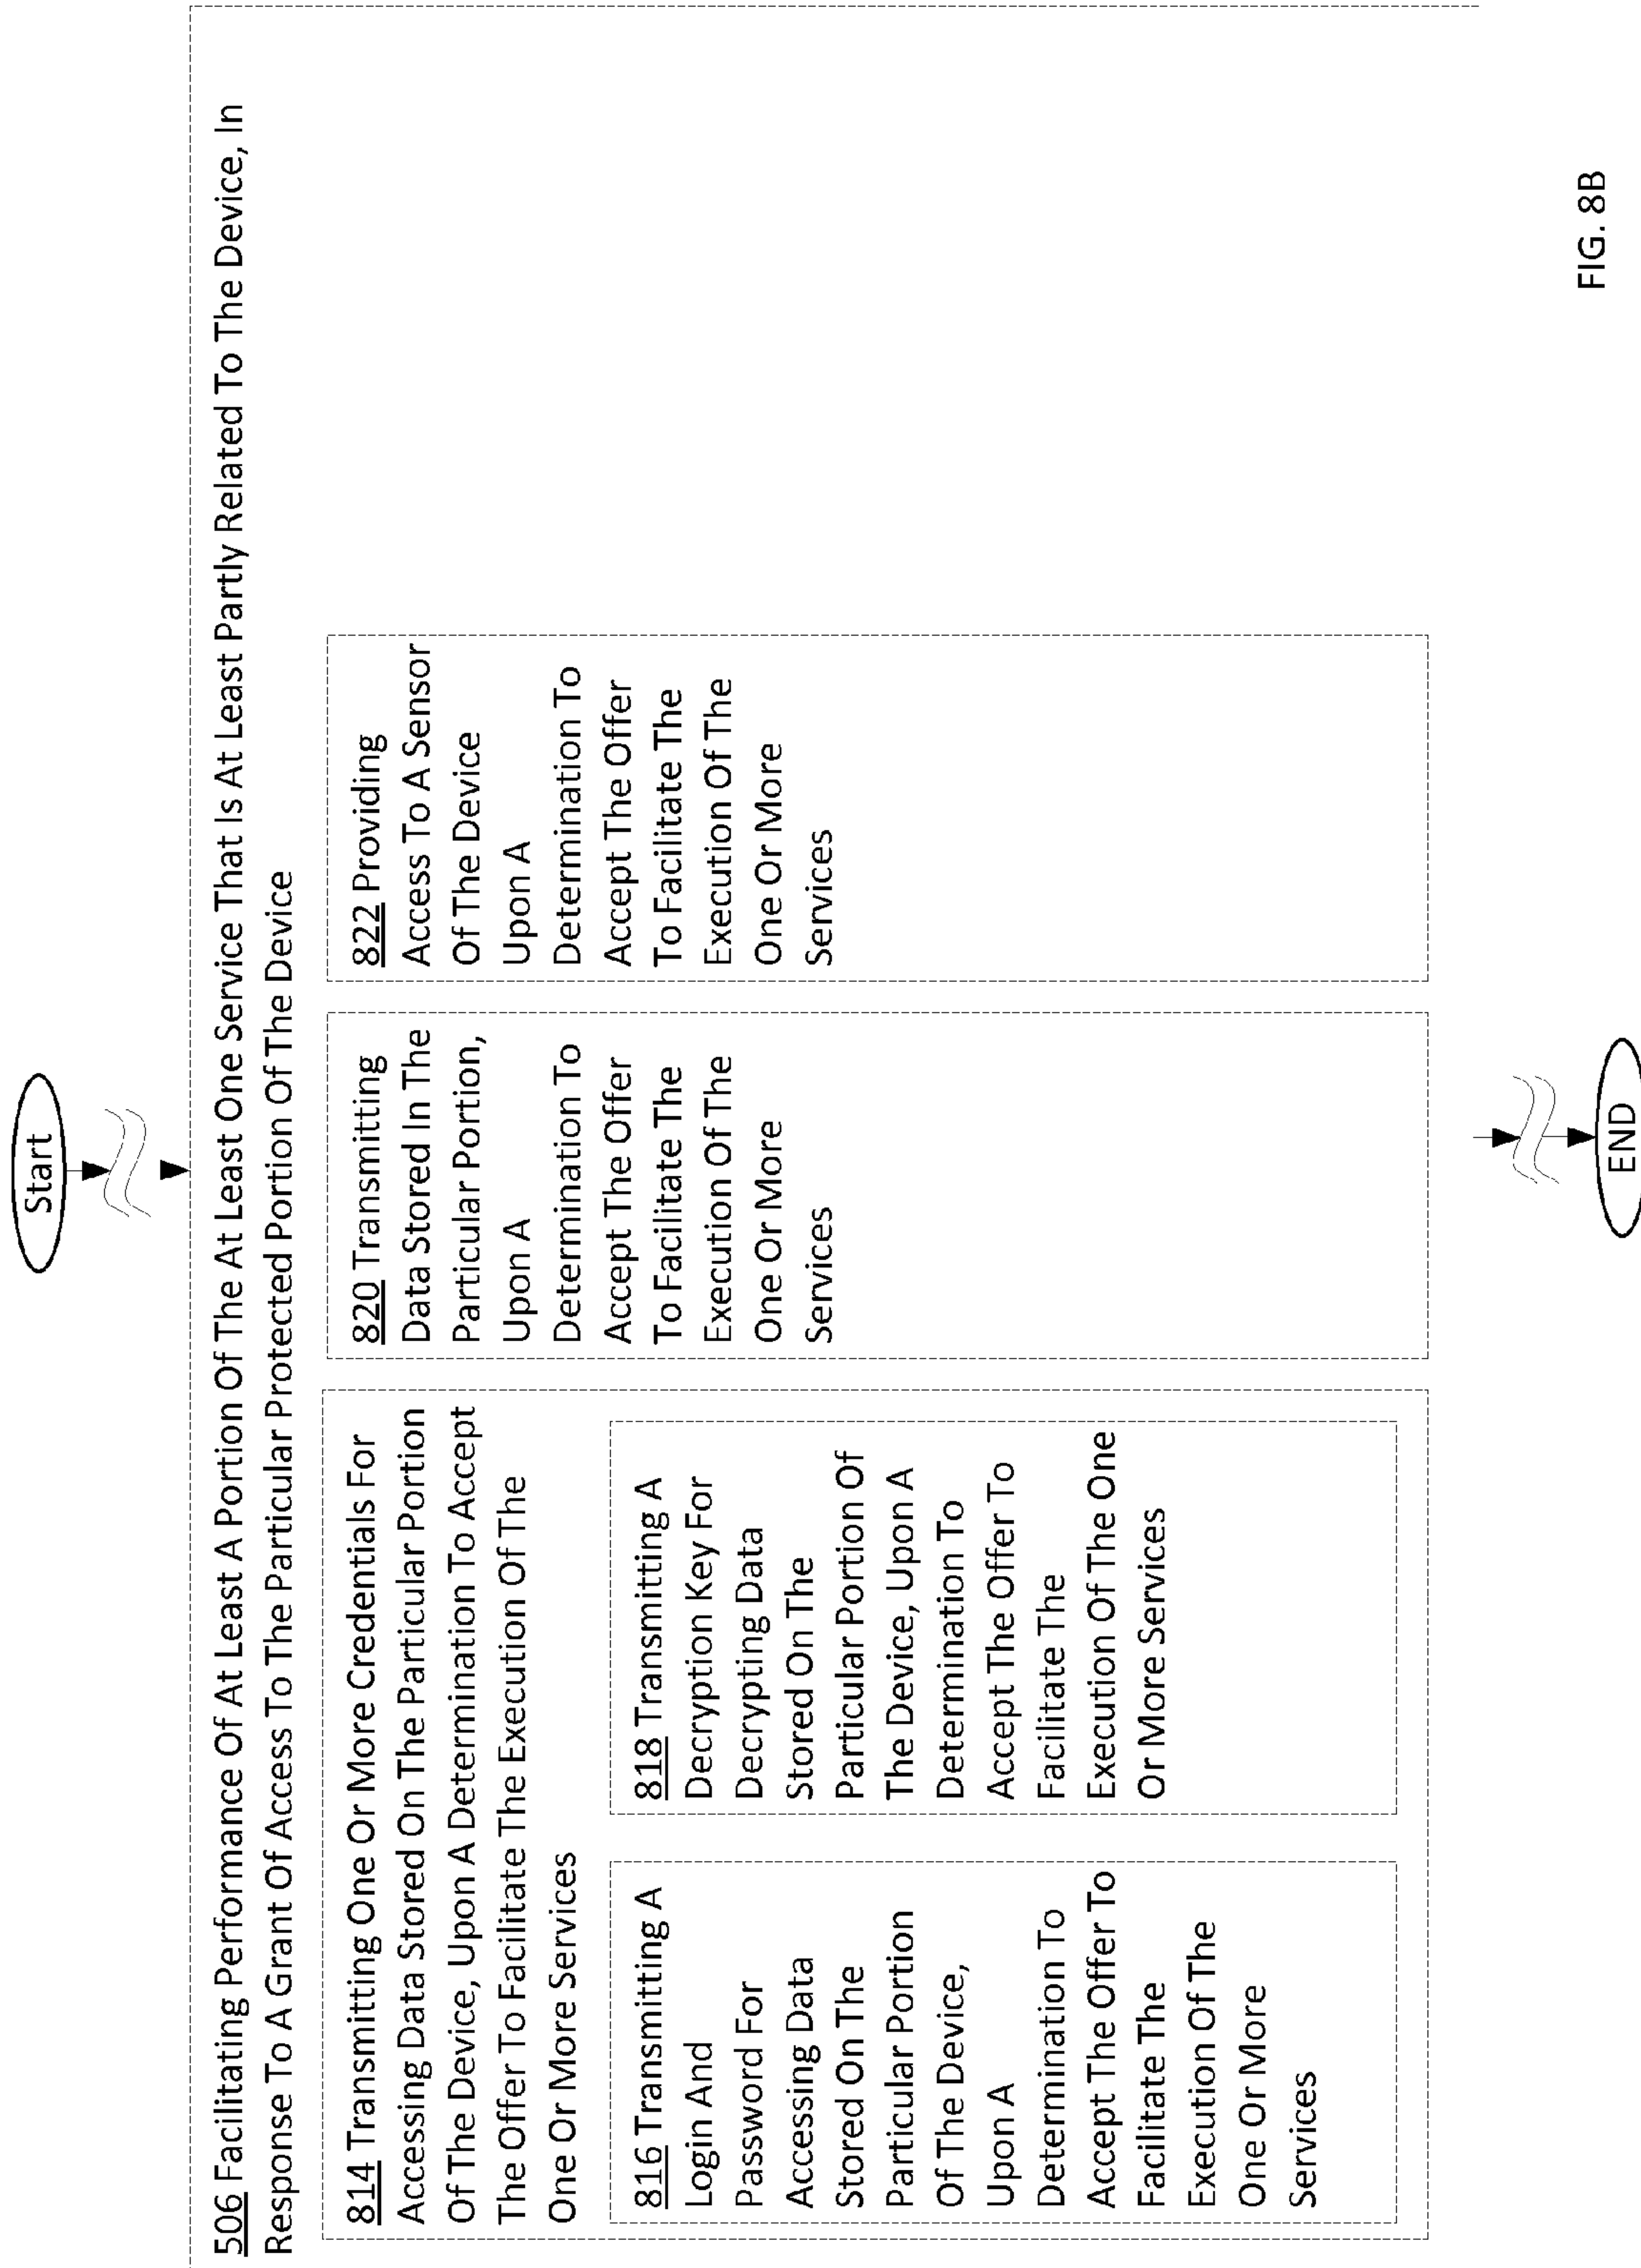 Start
506 Facilitating Performance Of At Least A Portion Of The At Least One Service That Is At Least Partly Related To The Device, In
Response To A Grant Of Access To The Particular Protected Portion Of The Device
814 Transmitting One Or More Credentials For
Accessing Data Stored On The Particular Portion
Of The Device, Upon A Determination To Accept
The Offer To Facilitate The Execution Of The
One Or More Services
816 Transmitting A
Login And
Password For
Accessing Data
Stored On The
Particular Portion
Of The Device,
Upon A
Determination To
Accept The Offer To
Facilitate The
Execution Of The
One Or More
Services
818 Transmitting A
Decryption Key For
Decrypting Data
Stored On The
Particular Portion Of
The Device, Upon A
Determination To
Accept The Offer To
Facilitate The
Execution Of The One
Or More Services
820 Transmitting
Data Stored In The
Particular Portion,
Upon A
Determination To
Accept The Offer
To Facilitate The
Execution Of The
One Or More
Services
822 Providing
Access To A Sensor
Of The Device
Upon A
Determination To
Accept The Offer
To Facilitate The
Execution Of The
One Or More
Services
END
FIG. 8B